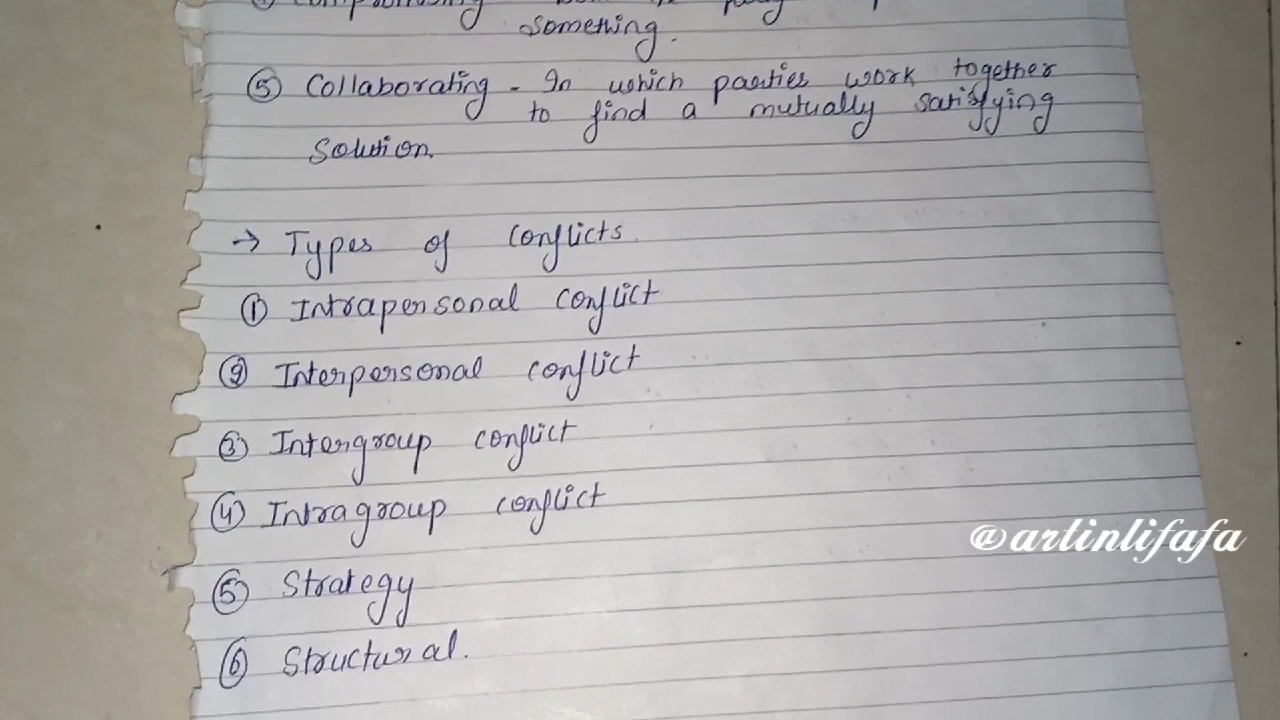 something.
⑤ Collaborating - In which parties work together
to find a mutually satisfying
Solution.
→ Types of Conflicts.
① Intrapersonal conflict
② Interpersonal conflict
③ Intergroup conflict
④ Intragroup conflict
@artinlifafa
⑤ Strategy
⑥ Structural.